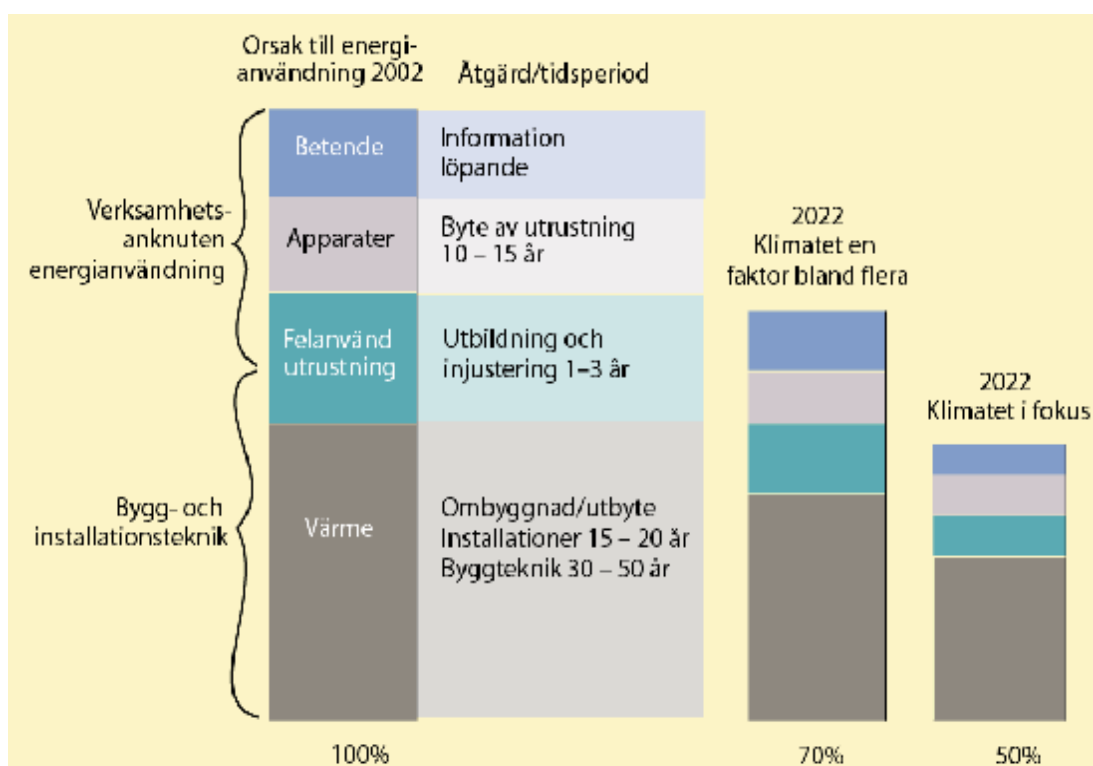 Orsak till energi-
användning 2002
Åtgärd/tidsperiod
Verksamhets-
anknuten
energianvändning
Betende
Information
löpande
Apparater
Byte av utrustning
10 – 15 år
Felanvänd
utrustning
Utbildning och
injustering 1–3 år
Bygg- och
installationsteknik
Värme
Ombyggnad/utbyte
Installationer 15 – 20 år
Byggteknik 30 – 50 år
2022
Klimatet en
faktor bland flera
2022
Klimatet i fokus
100%
70%
50%